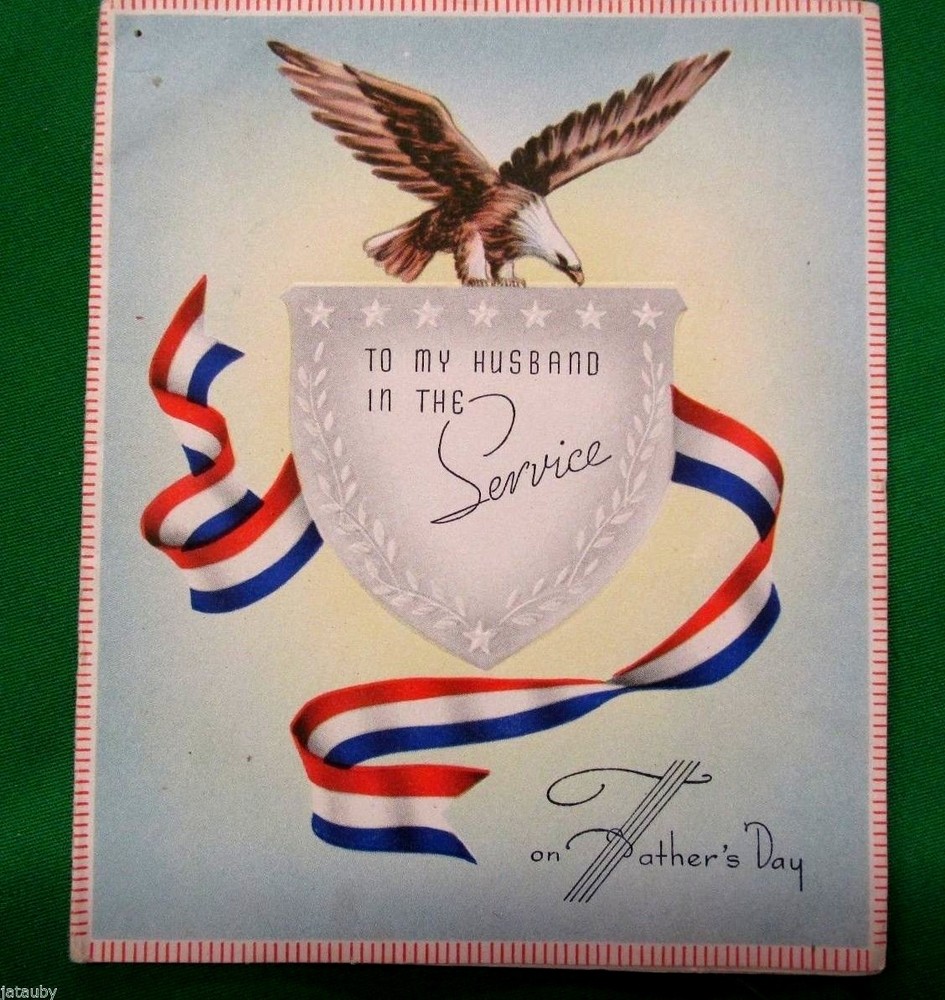 TO MY HUSBAND
IN THE
Service
on Father's Day
jatauby